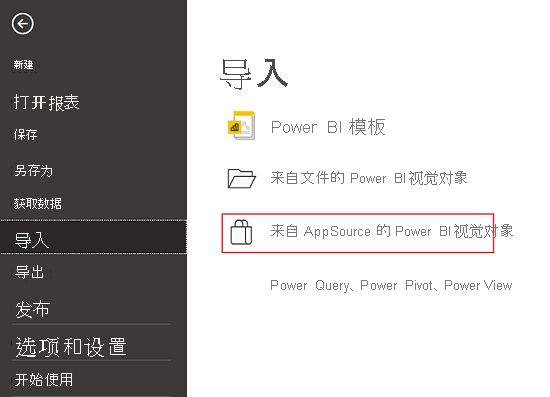 新建
打开报表
保存
另存为
获取数据
导入
导出
发布
选项和设置
开始使用
导入
Power BI 模板
来自文件的 Power BI视觉对象
来自 AppSource 的 Power BI视觉对象
Power Query、Power Pivot、Power View